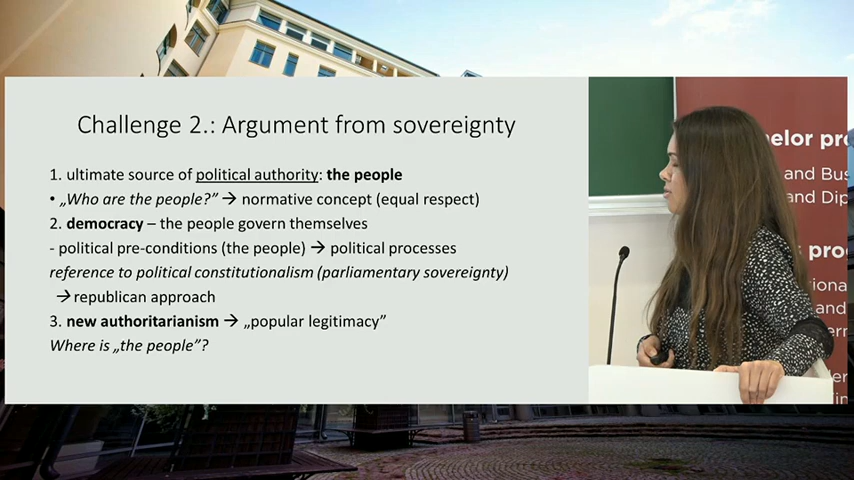 Challenge 2.: Argument from sovereignty
1. ultimate source of political authority: the people
• „Who are the people?" → normative concept (equal respect)
2. democracy – the people govern themselves
- political pre-conditions (the people) → political processes
reference to political constitutionalism (parliamentary sovereignty)
→ republican approach
3. new authoritarianism → „popular legitimacy"
Where is „the people"?
elor pro
and Bus
and Dip
pro
iona
and
ern